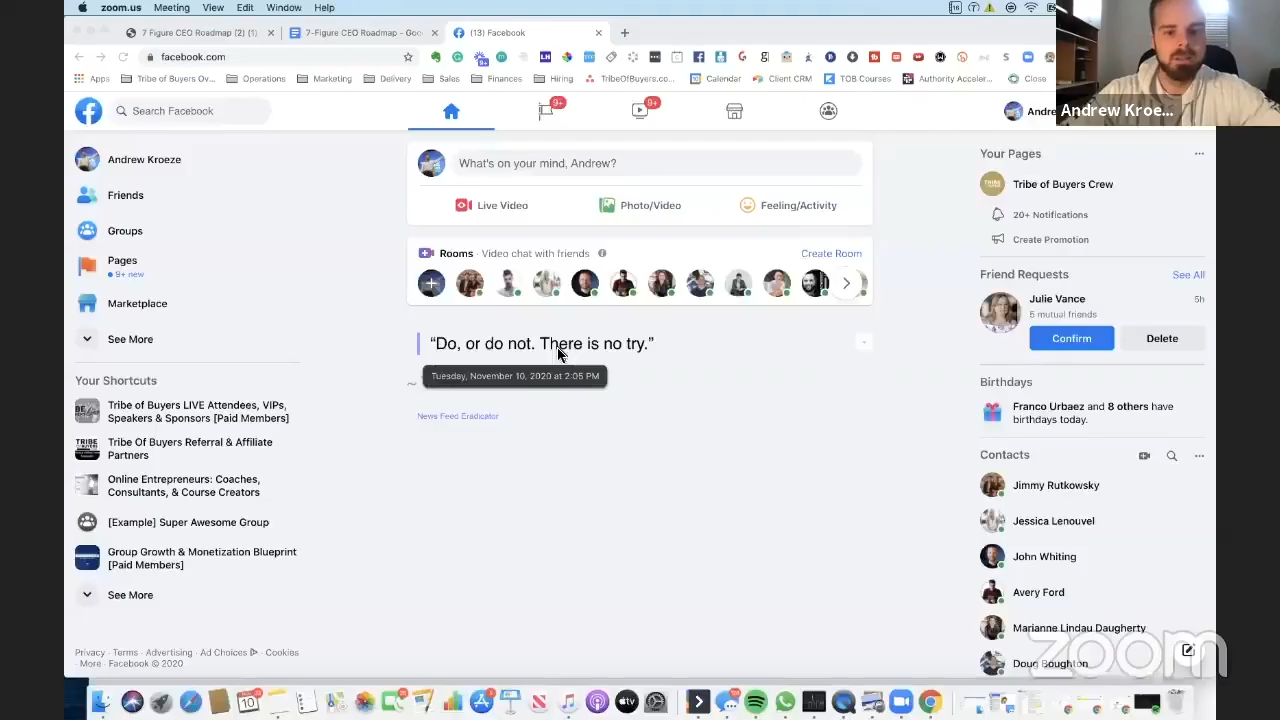 zoom.us Meeting View Edit Window Help
7 Figure CEO Roadmap (2) (1) 7-Figure CEO Roadmap - Goo (13) Facebook
facebook.com
Apps Tribe of Buyers Ov... Operations Marketing Delivery Sales Finances Hiring TribeOfBuyers.co... Calendar Client CRM TOB Courses Authority Acceler... Close
Andrew Kroe...
Search Facebook
9+ 9+
Andre
Andrew Kroeze
Friends
Groups
Pages
9+ new
Marketplace
See More
Your Shortcuts
Tribe of Buyers LIVE Attendees, VIPs,
Speakers & Sponsors [Paid Members]
Tribe Of Buyers Referral & Affiliate
Partners
Online Entrepreneurs: Coaches,
Consultants, & Course Creators
[Example] Super Awesome Group
Group Growth & Monetization Blueprint
[Paid Members]
See More
Privacy · Terms · Advertising · Ad Choices · Cookies
· More · Facebook © 2020
What's on your mind, Andrew?
Live Video Photo/Video Feeling/Activity
Rooms · Video chat with friends
Create Room
“Do, or do not. There is no try.”
Tuesday, November 10, 2020 at 2:05 PM
News Feed Eradicator
Your Pages
Tribe of Buyers Crew
20+ Notifications
Create Promotion
Friend Requests See All
Julie Vance 5h
5 mutual friends
Confirm Delete
Birthdays
Franco Urbaez and 8 others have
birthdays today.
Contacts
Jimmy Rutkowsky
Jessica Lenouvel
John Whiting
Avery Ford
Marianne Lindau Daugherty
Doug Boughton
zoom